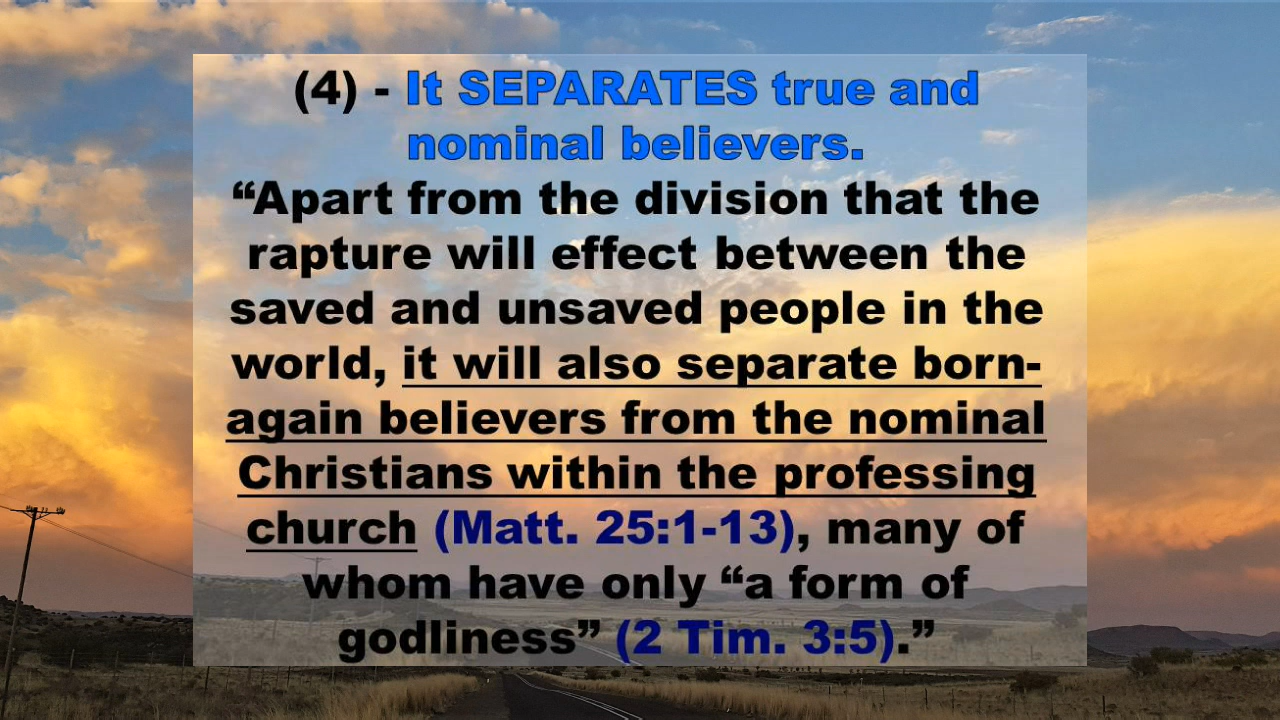 (4) - It SEPARATES true and
nominal believers.
“Apart from the division that the
rapture will effect between the
saved and unsaved people in the
world, it will also separate born-
again believers from the nominal
Christians within the professing
church (Matt. 25:1-13), many of
whom have only “a form of
godliness” (2 Tim. 3:5).”